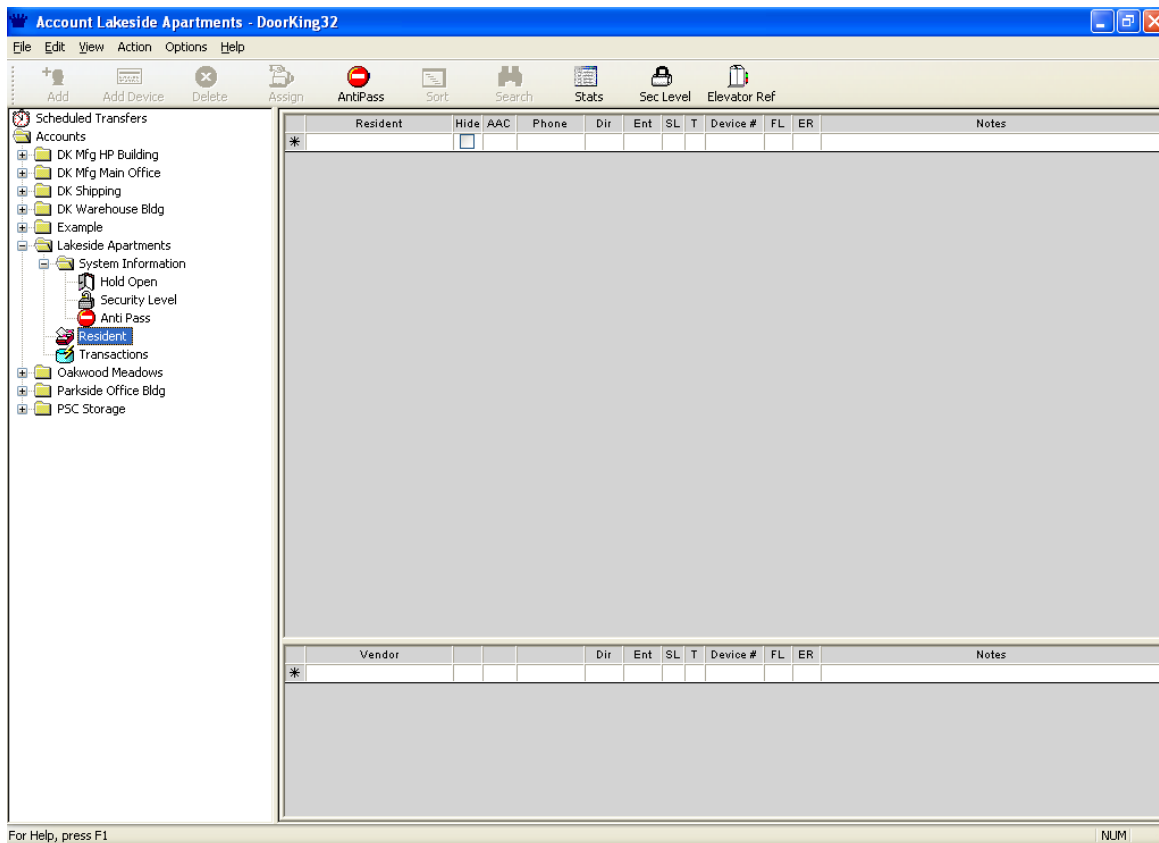 Account Lakeside Apartments - DoorKing32
File Edit View Action Options Help
Add Add Device Delete Assign AntiPass Sort Search Stats Sec Level Elevator Ref
Scheduled Transfers
Accounts
DK Mfg HP Building
DK Mfg Main Office
DK Shipping
DK Warehouse Bldg
Example
Lakeside Apartments
System Information
Hold Open
Security Level
Anti Pass
Resident
Transactions
Oakwood Meadows
Parkside Office Bldg
PSC Storage
Resident Hide AAC Phone Dir Ent SL T Device # FL ER Notes
Vendor Dir Ent SL T Device # FL ER Notes
For Help, press F1 NUM